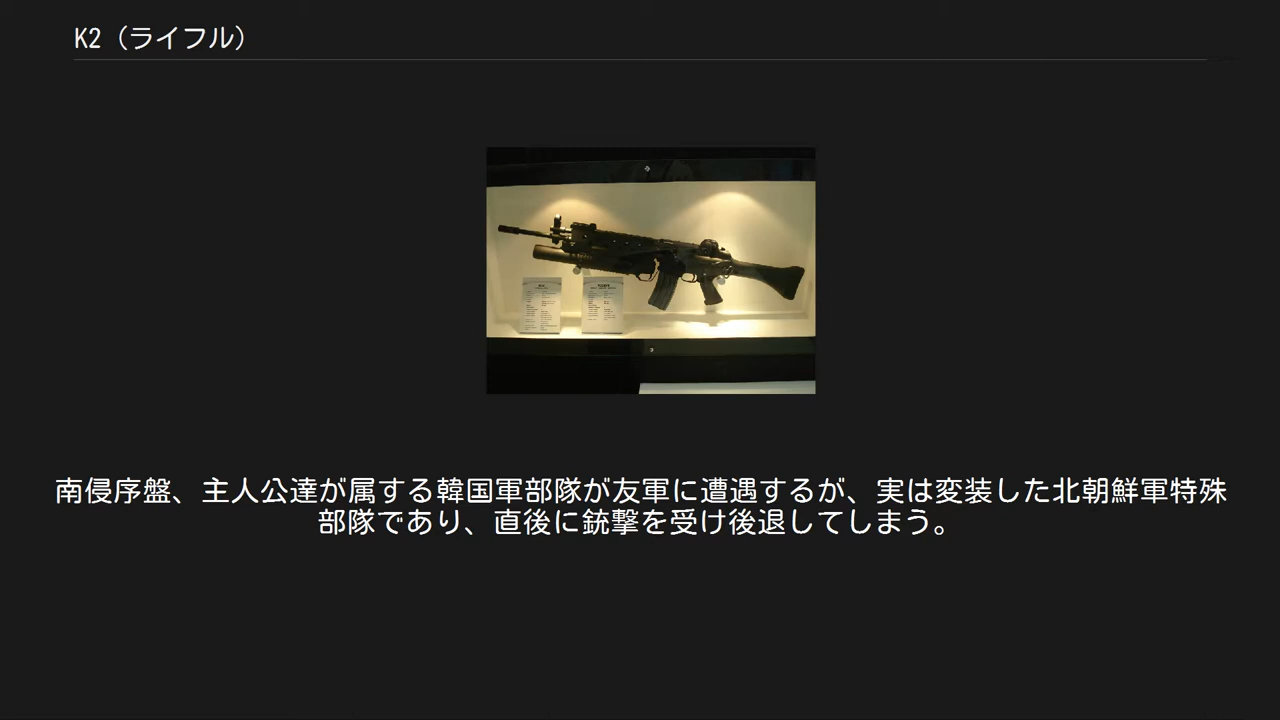 K2（ライフル）
南侵序盤、主人公達が属する韓国軍部隊が友軍に遭遇するが、実は変装した北朝鮮軍特殊
部隊であり、直後に銃撃を受け後退してしまう。